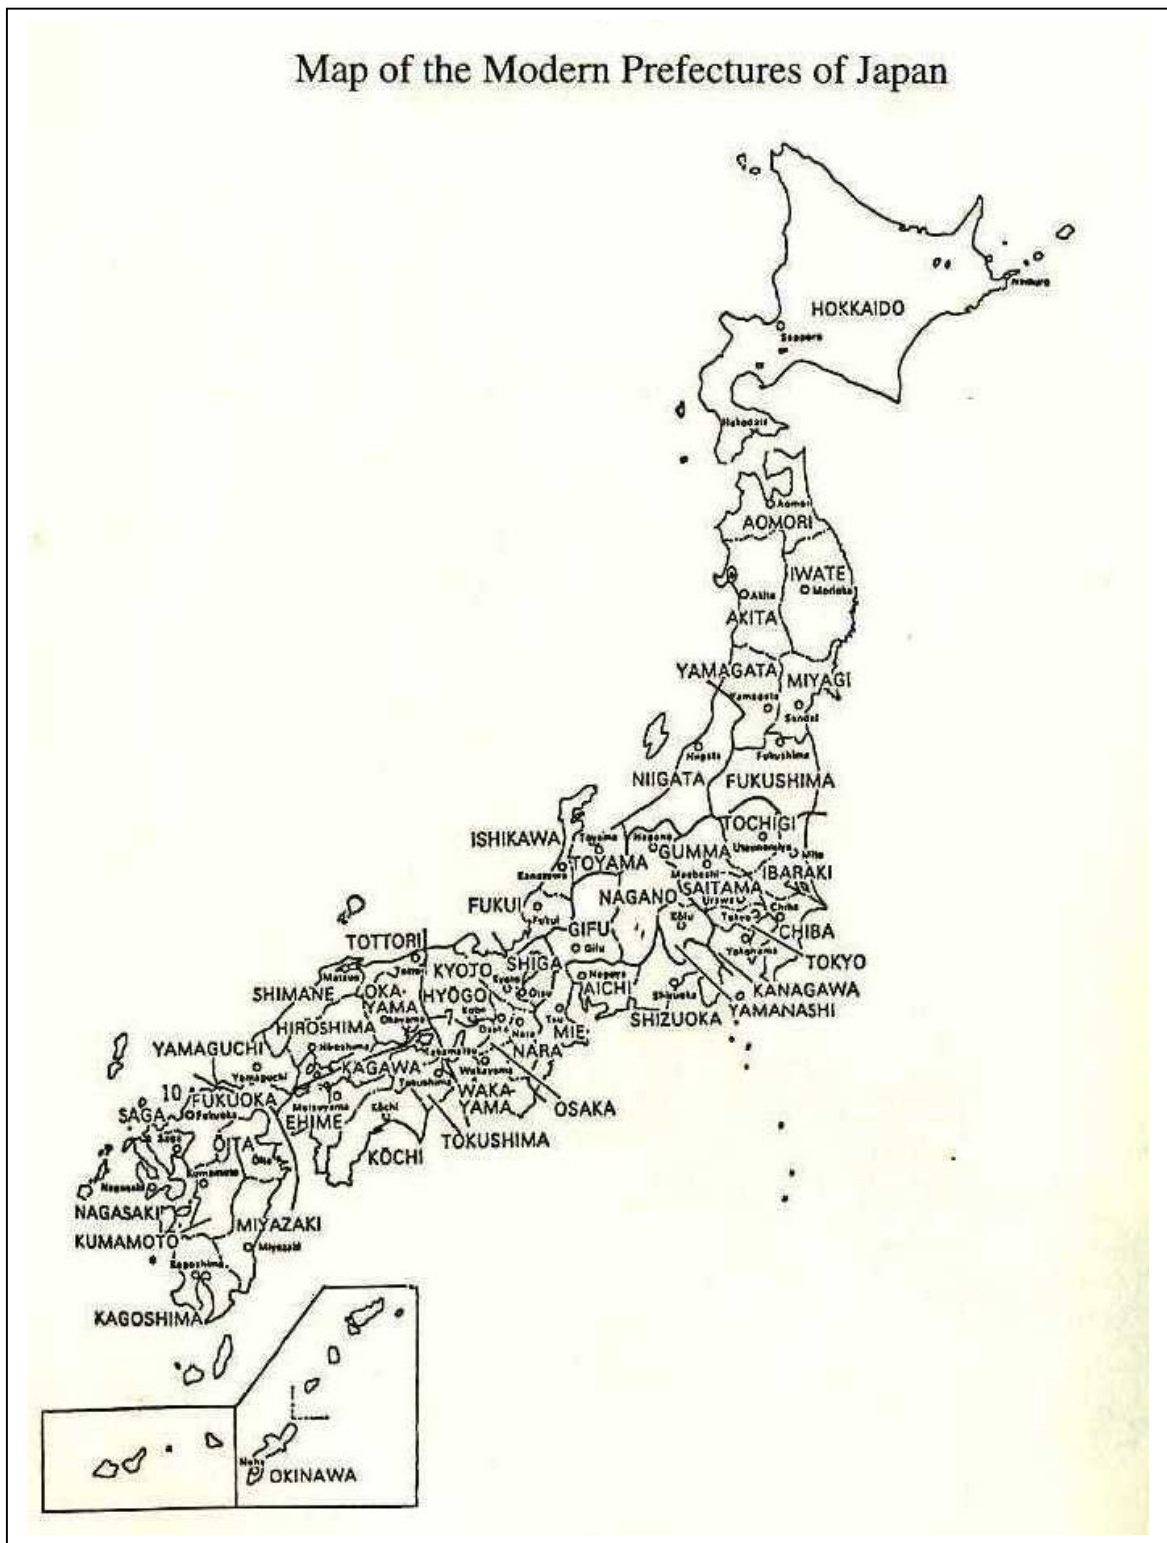 Map of the Modern Prefectures of Japan
HOKKAIDO
Sapporo
Hakodate
Aomori
AOMORI
IWATE
Morioka
Akita
AKITA
YAMAGATA
MIYAGI
Yamagata
Sendai
Fukushima
NIIGATA
FUKUSHIMA
TOCHIGI
ISHIKAWA
Toyama
Nagano
GUMMA
Utsunomiya
Mito
TOYAMA
Kanazawa
Maebashi
IBARAKI
SAITAMA
NAGANO
Urawa
FUKUI
Fukui
Chiba
Tokyo
Kōfu
GIFU
Gifu
CHIBA
TOTTORI
Yokohama
KYOTO
SHIGA
TOKYO
Tottori
Matsue
Kyoto
Nagoya
AICHI
Otsu
Shizuoka
KANAGAWA
SHIMANE
OKA-
YAMA
HYŌGO
YAMANASHI
Kobe
Tsu
SHIZUOKA
Okayama
Osaka
Nara
MIE
HIROSHIMA
Hiroshima
YAMAGUCHI
Takamatsu
NARA
KAGAWA
Wakayama
Yamaguchi
Tokushima
WAKA-
YAMA
10
FUKUOKA
Matsuyama
OSAKA
SAGA
Fukuoka
EHIME
Kōchi
TOKUSHIMA
Saga
ŌITA
Ōita
KŌCHI
Kumamoto
Nagasaki
NAGASAKI
MIYAZAKI
KUMAMOTO
Miyazaki
Kagoshima
KAGOSHIMA
Naha
OKINAWA